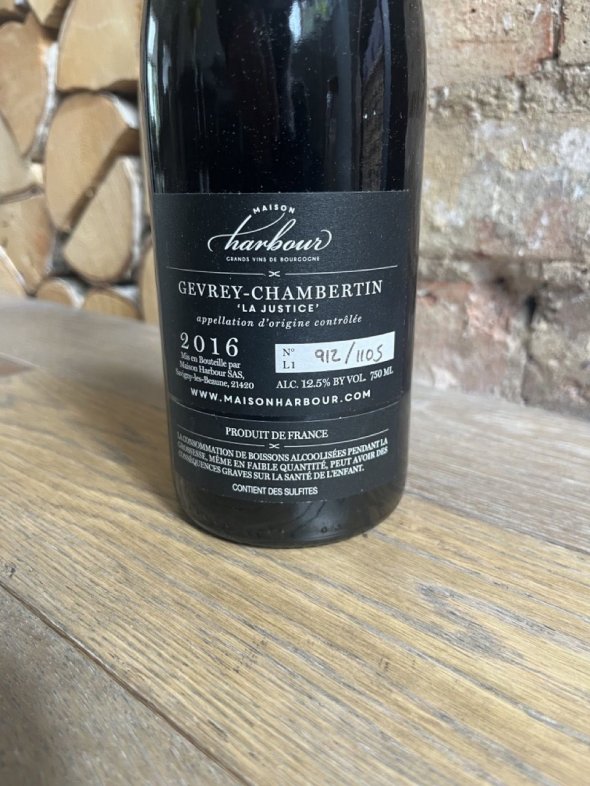 MAISON
harbour
GRANDS VINS DE BOURGOGNE
GEVREY-CHAMBERTIN
'LA JUSTICE'
appellation d'origine contrôlée
2016
Mis en Bouteille par
Maison Harbour SAS,
Savigny-les-Beaune, 21420
N° 912/1105
L1
ALC. 12.5% BY VOL. 750 ML
WWW.MAISONHARBOUR.COM
PRODUIT DE FRANCE
LA CONSOMMATION DE BOISSONS ALCOOLISÉES PENDANT LA
GROSSESSE, MÊME EN FAIBLE QUANTITÉ, PEUT AVOIR DES
CONSÉQUENCES GRAVES SUR LA SANTÉ DE L'ENFANT.
CONTIENT DES SULFITES